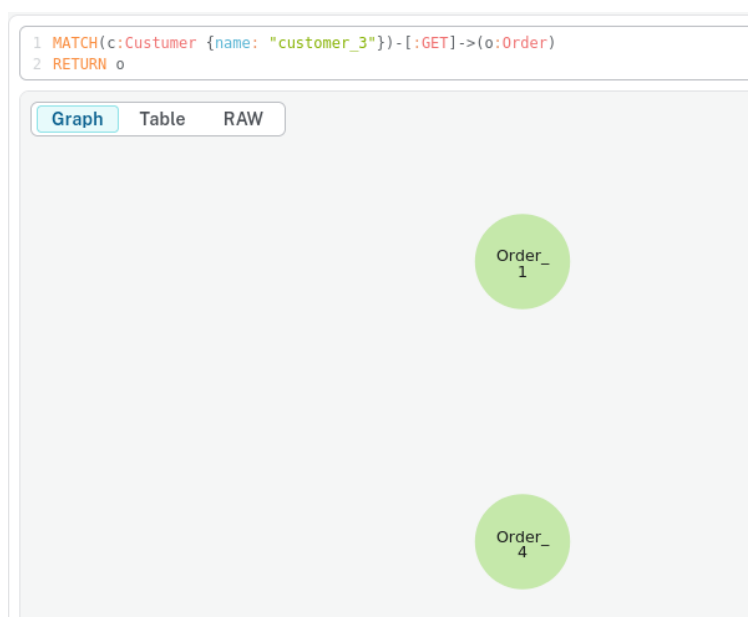 1 MATCH(c:Custumer {name: "customer_3"})-[:GET]->(o:Order)
2 RETURN o
Graph Table RAW
Order_
1
Order_
4